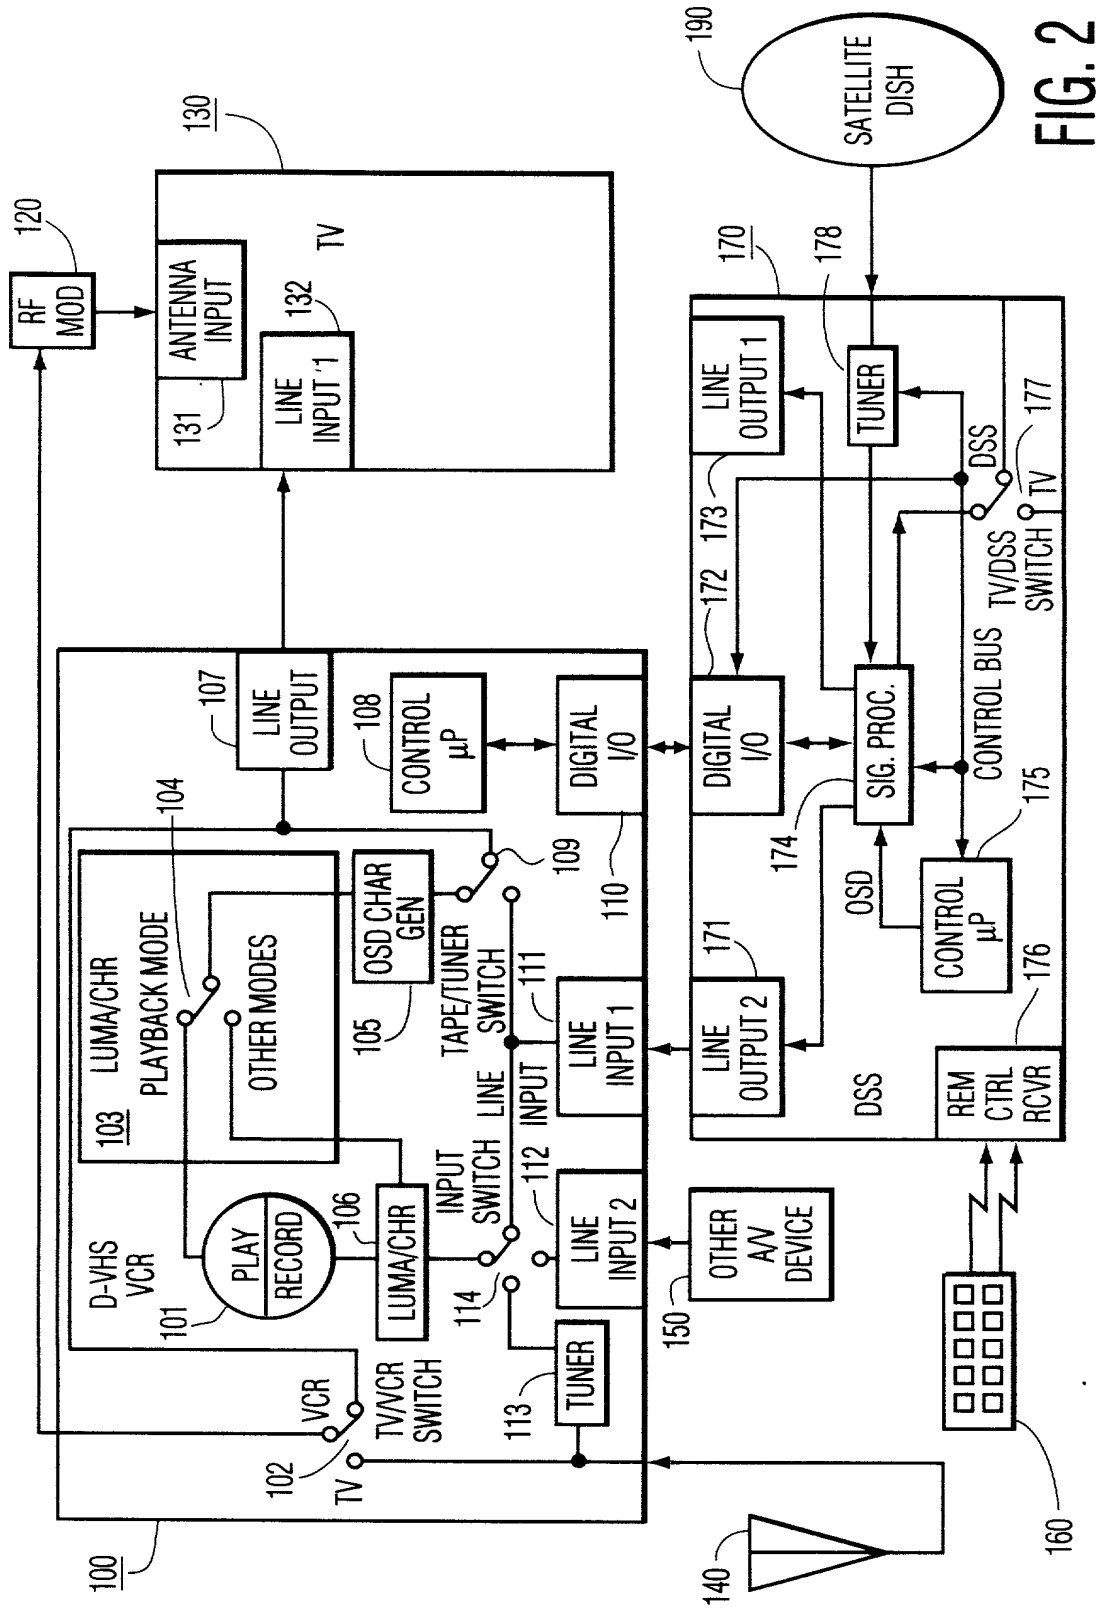 100
D-VHS
VCR
101
PLAY
RECORD
102
VCR
TV
TV/VCR
SWITCH
103
LUMA/CHR
PLAYBACK MODE
OTHER MODES
104
OSD CHAR
GEN
105
106
LUMA/CHR
107
LINE
OUTPUT
108
CONTROL
µP
109
TAPE/TUNER
SWITCH
DIGITAL
I/O
110
111
LINE
INPUT
LINE
INPUT 1
INPUT
SWITCH
112
LINE
INPUT 2
113
TUNER
114
120
RF
MOD
130
TV
ANTENNA
INPUT
131
LINE
INPUT 1
132
140
150
OTHER
A/V
DEVICE
160
170
DSS
171
LINE
OUTPUT 2
172
DIGITAL
I/O
173
LINE
OUTPUT 1
174
SIG. PROC.
OSD
175
CONTROL
µP
CONTROL BUS
176
REM
CTRL
RCVR
177
TV/DSS
SWITCH
DSS
TV
178
TUNER
190
SATELLITE
DISH
FIG. 2